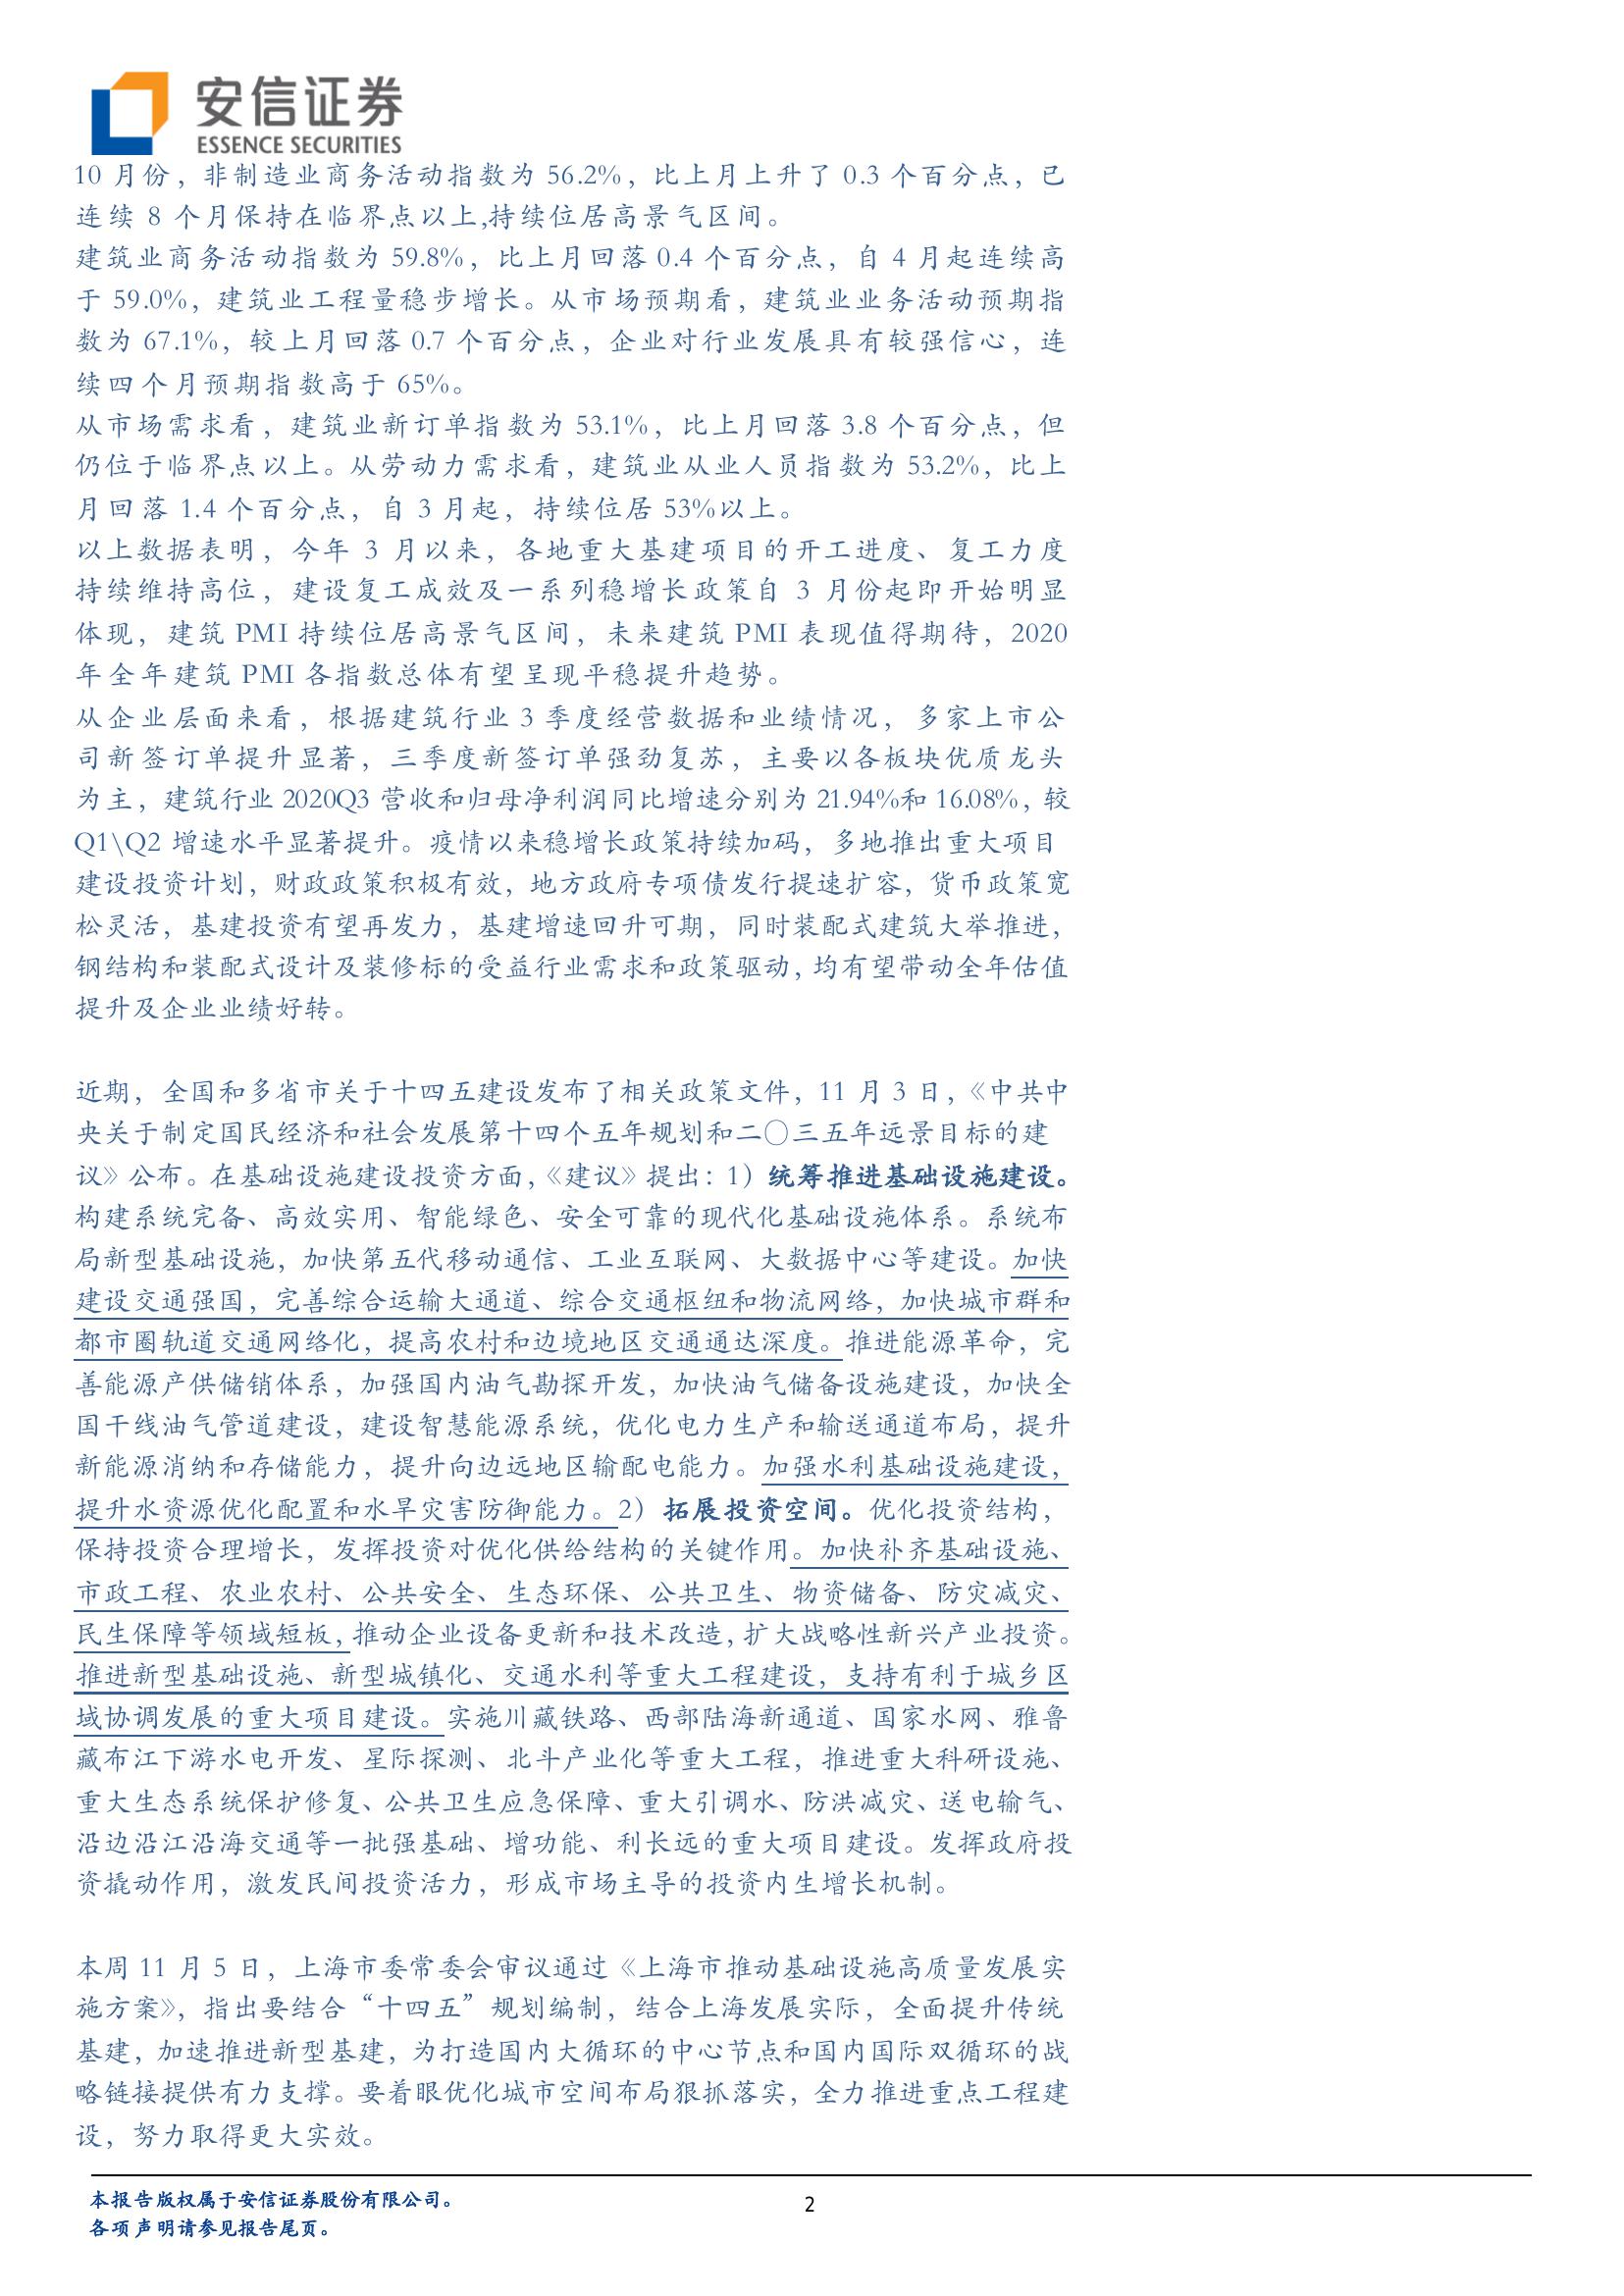 安信证券
ESSENCE SECURITIES
10 月份，非制造业商务活动指数为 56.2%，比上月上升了 0.3 个百分点，已
连续 8 个月保持在临界点以上,持续位居高景气区间。
建筑业商务活动指数为 59.8%，比上月回落 0.4 个百分点，自 4 月起连续高
于 59.0%，建筑业工程量稳步增长。从市场预期看，建筑业业务活动预期指
数为 67.1%，较上月回落 0.7 个百分点，企业对行业发展具有较强信心，连
续四个月预期指数高于 65%。
从市场需求看，建筑业新订单指数为 53.1%，比上月回落 3.8 个百分点，但
仍位于临界点以上。从劳动力需求看，建筑业从业人员指数为 53.2%，比上
月回落 1.4 个百分点，自 3 月起，持续位居 53%以上。
以上数据表明，今年 3 月以来，各地重大基建项目的开工进度、复工力度
持续维持高位，建设复工成效及一系列稳增长政策自 3 月份起即开始明显
体现，建筑 PMI 持续位居高景气区间，未来建筑 PMI 表现值得期待，2020
年全年建筑 PMI 各指数总体有望呈现平稳提升趋势。
从企业层面来看，根据建筑行业 3 季度经营数据和业绩情况，多家上市公
司新签订单提升显著，三季度新签订单强劲复苏，主要以各板块优质龙头
为主，建筑行业 2020Q3 营收和归母净利润同比增速分别为 21.94%和 16.08%，较
Q1\Q2 增速水平显著提升。疫情以来稳增长政策持续加码，多地推出重大项目
建设投资计划，财政政策积极有效，地方政府专项债发行提速扩容，货币政策宽
松灵活，基建投资有望再发力，基建增速回升可期，同时装配式建筑大举推进，
钢结构和装配式设计及装修标的受益行业需求和政策驱动，均有望带动全年估值
提升及企业业绩好转。
近期，全国和多省市关于十四五建设发布了相关政策文件，11 月 3 日，《中共中
央关于制定国民经济和社会发展第十四个五年规划和二〇三五年远景目标的建
议》公布。在基础设施建设投资方面，《建议》提出：1）统筹推进基础设施建设。
构建系统完备、高效实用、智能绿色、安全可靠的现代化基础设施体系。系统布
局新型基础设施，加快第五代移动通信、工业互联网、大数据中心等建设。加快
建设交通强国，完善综合运输大通道、综合交通枢纽和物流网络，加快城市群和
都市圈轨道交通网络化，提高农村和边境地区交通通达深度。推进能源革命，完
善能源产供储销体系，加强国内油气勘探开发，加快油气储备设施建设，加快全
国干线油气管道建设，建设智慧能源系统，优化电力生产和输送通道布局，提升
新能源消纳和存储能力，提升向边远地区输配电能力。加强水利基础设施建设，
提升水资源优化配置和水旱灾害防御能力。2）拓展投资空间。优化投资结构，
保持投资合理增长，发挥投资对优化供给结构的关键作用。加快补齐基础设施、
市政工程、农业农村、公共安全、生态环保、公共卫生、物资储备、防灾减灾、
民生保障等领域短板，推动企业设备更新和技术改造，扩大战略性新兴产业投资。
推进新型基础设施、新型城镇化、交通水利等重大工程建设，支持有利于城乡区
域协调发展的重大项目建设。实施川藏铁路、西部陆海新通道、国家水网、雅鲁
藏布江下游水电开发、星际探测、北斗产业化等重大工程，推进重大科研设施、
重大生态系统保护修复、公共卫生应急保障、重大引调水、防洪减灾、送电输气、
沿边沿江沿海交通等一批强基础、增功能、利长远的重大项目建设。发挥政府投
资撬动作用，激发民间投资活力，形成市场主导的投资内生增长机制。
本周 11 月 5 日，上海市委常委会审议通过《上海市推动基础设施高质量发展实
施方案》，指出要结合“十四五”规划编制，结合上海发展实际，全面提升传统
基建，加速推进新型基建，为打造国内大循环的中心节点和国内国际双循环的战
略链接提供有力支撑。要着眼优化城市空间布局狠抓落实，全力推进重点工程建
设，努力取得更大实效。
本报告版权属于安信证券股份有限公司。
各项声明请参见报告尾页。
2